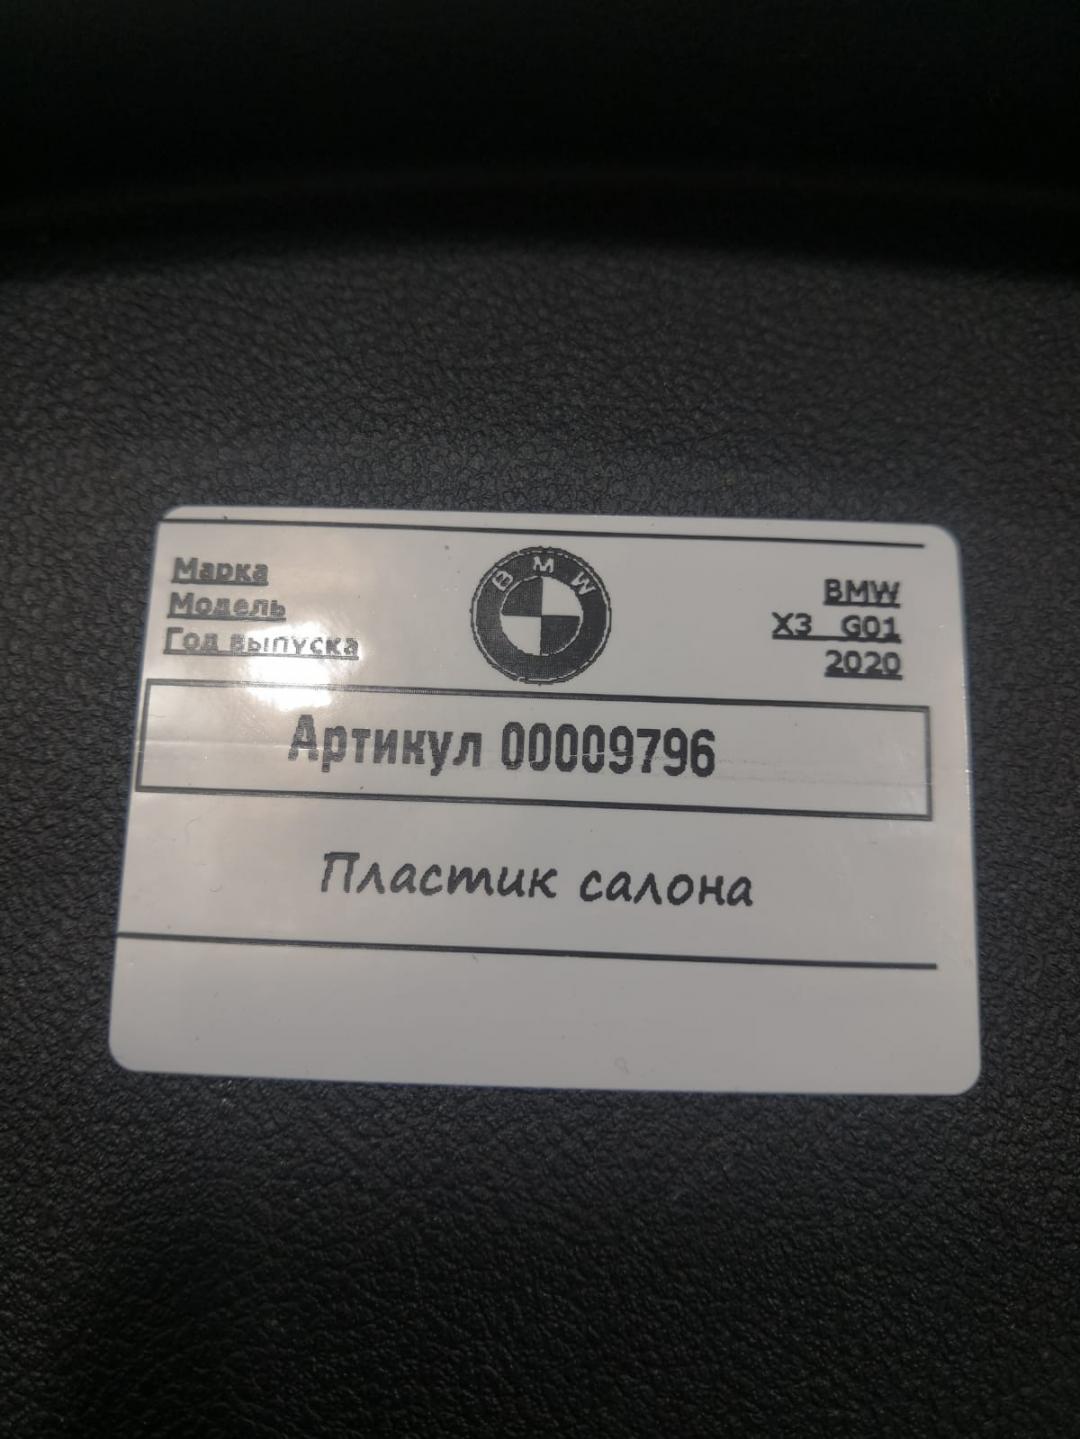 Марка BMW BMW
Модель X3 G01
Год выпуска 2020
Артикул 00009796
Пластик салона